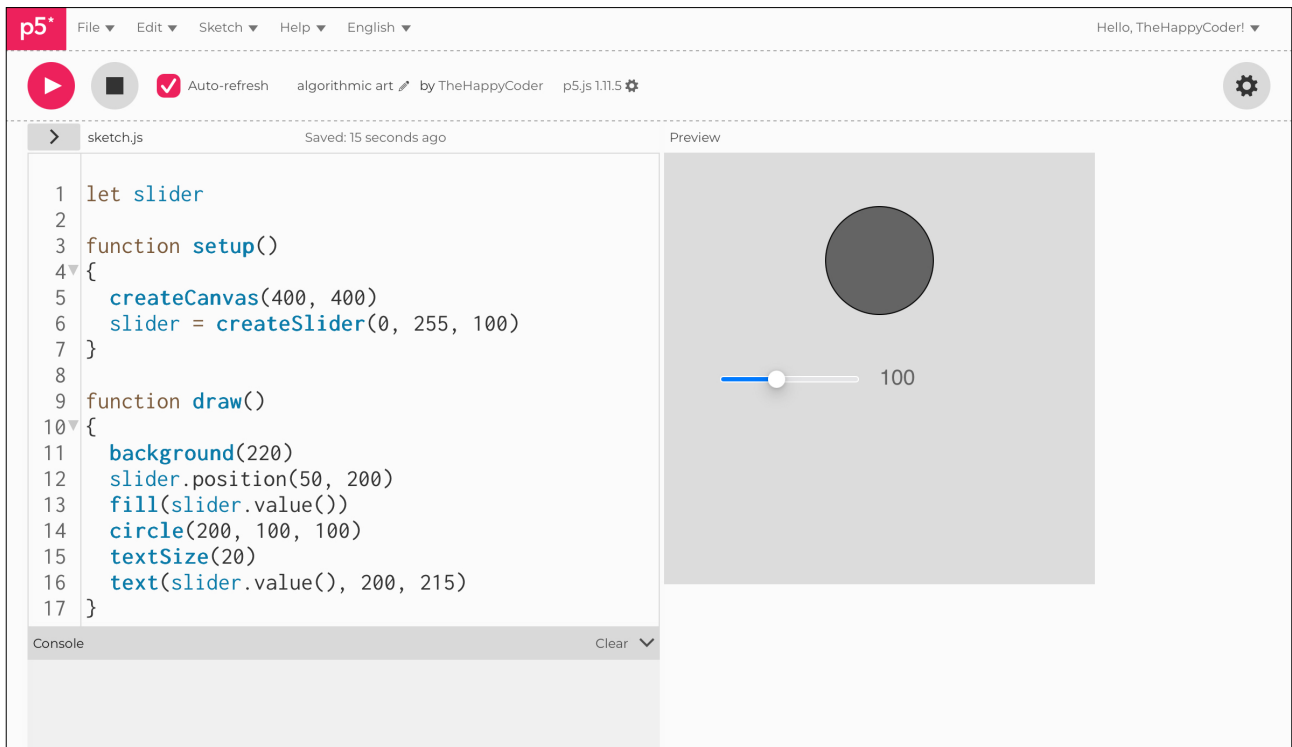 p5* File Edit Sketch Help English Hello, TheHappyCoder!
Auto-refresh algorithmic art by TheHappyCoder p5.js 1.11.5
sketch.js Saved: 15 seconds ago Preview
1 let slider
2
3 function setup()
4 {
5   createCanvas(400, 400)
6   slider = createSlider(0, 255, 100)
7 }
8
9 function draw()
10 {
11   background(220)
12   slider.position(50, 200)
13   fill(slider.value())
14   circle(200, 100, 100)
15   textSize(20)
16   text(slider.value(), 200, 215)
17 }
100
Console Clear